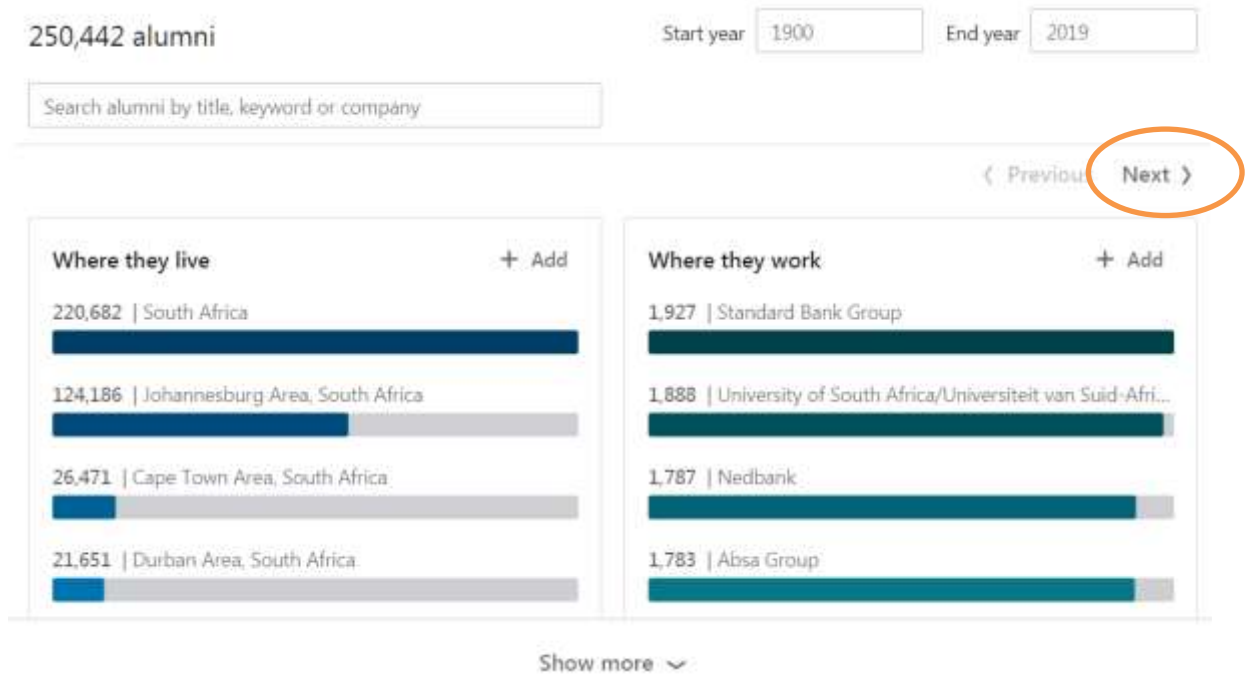 250,442 alumni
Start year 1900 End year 2019
Search alumni by title, keyword or company
Previous Next
Where they live + Add
220,682 | South Africa
124,186 | Johannesburg Area, South Africa
26,471 | Cape Town Area, South Africa
21,651 | Durban Area, South Africa
Where they work + Add
1,927 | Standard Bank Group
1,888 | University of South Africa/Universiteit van Suid-Afri...
1,787 | Nedbank
1,783 | Absa Group
Show more